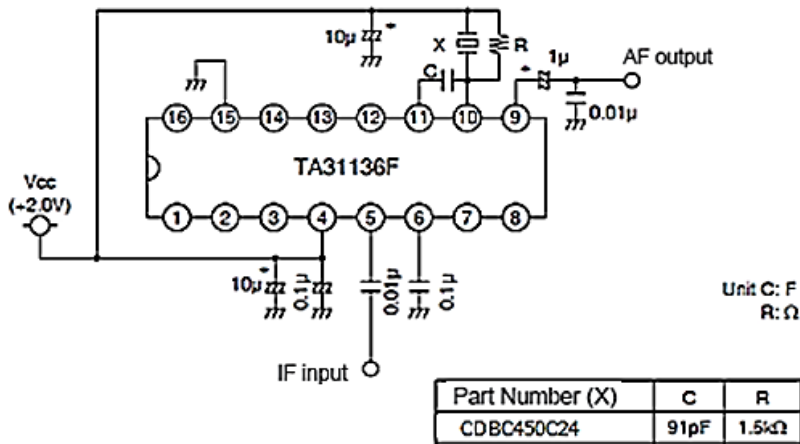 10μ
X
R
1μ
AF output
C
0.01μ
16 15 14 13 12 11 10 9
TA31136F
Vcc
(+2.0V)
1 2 3 4 5 6 7 8
10μ
0.1μ
0.01μ
0.1μ
Unit C: F
R: Ω
IF input
Part Number (X) C R
CDBC450C24 91pF 1.5kΩ